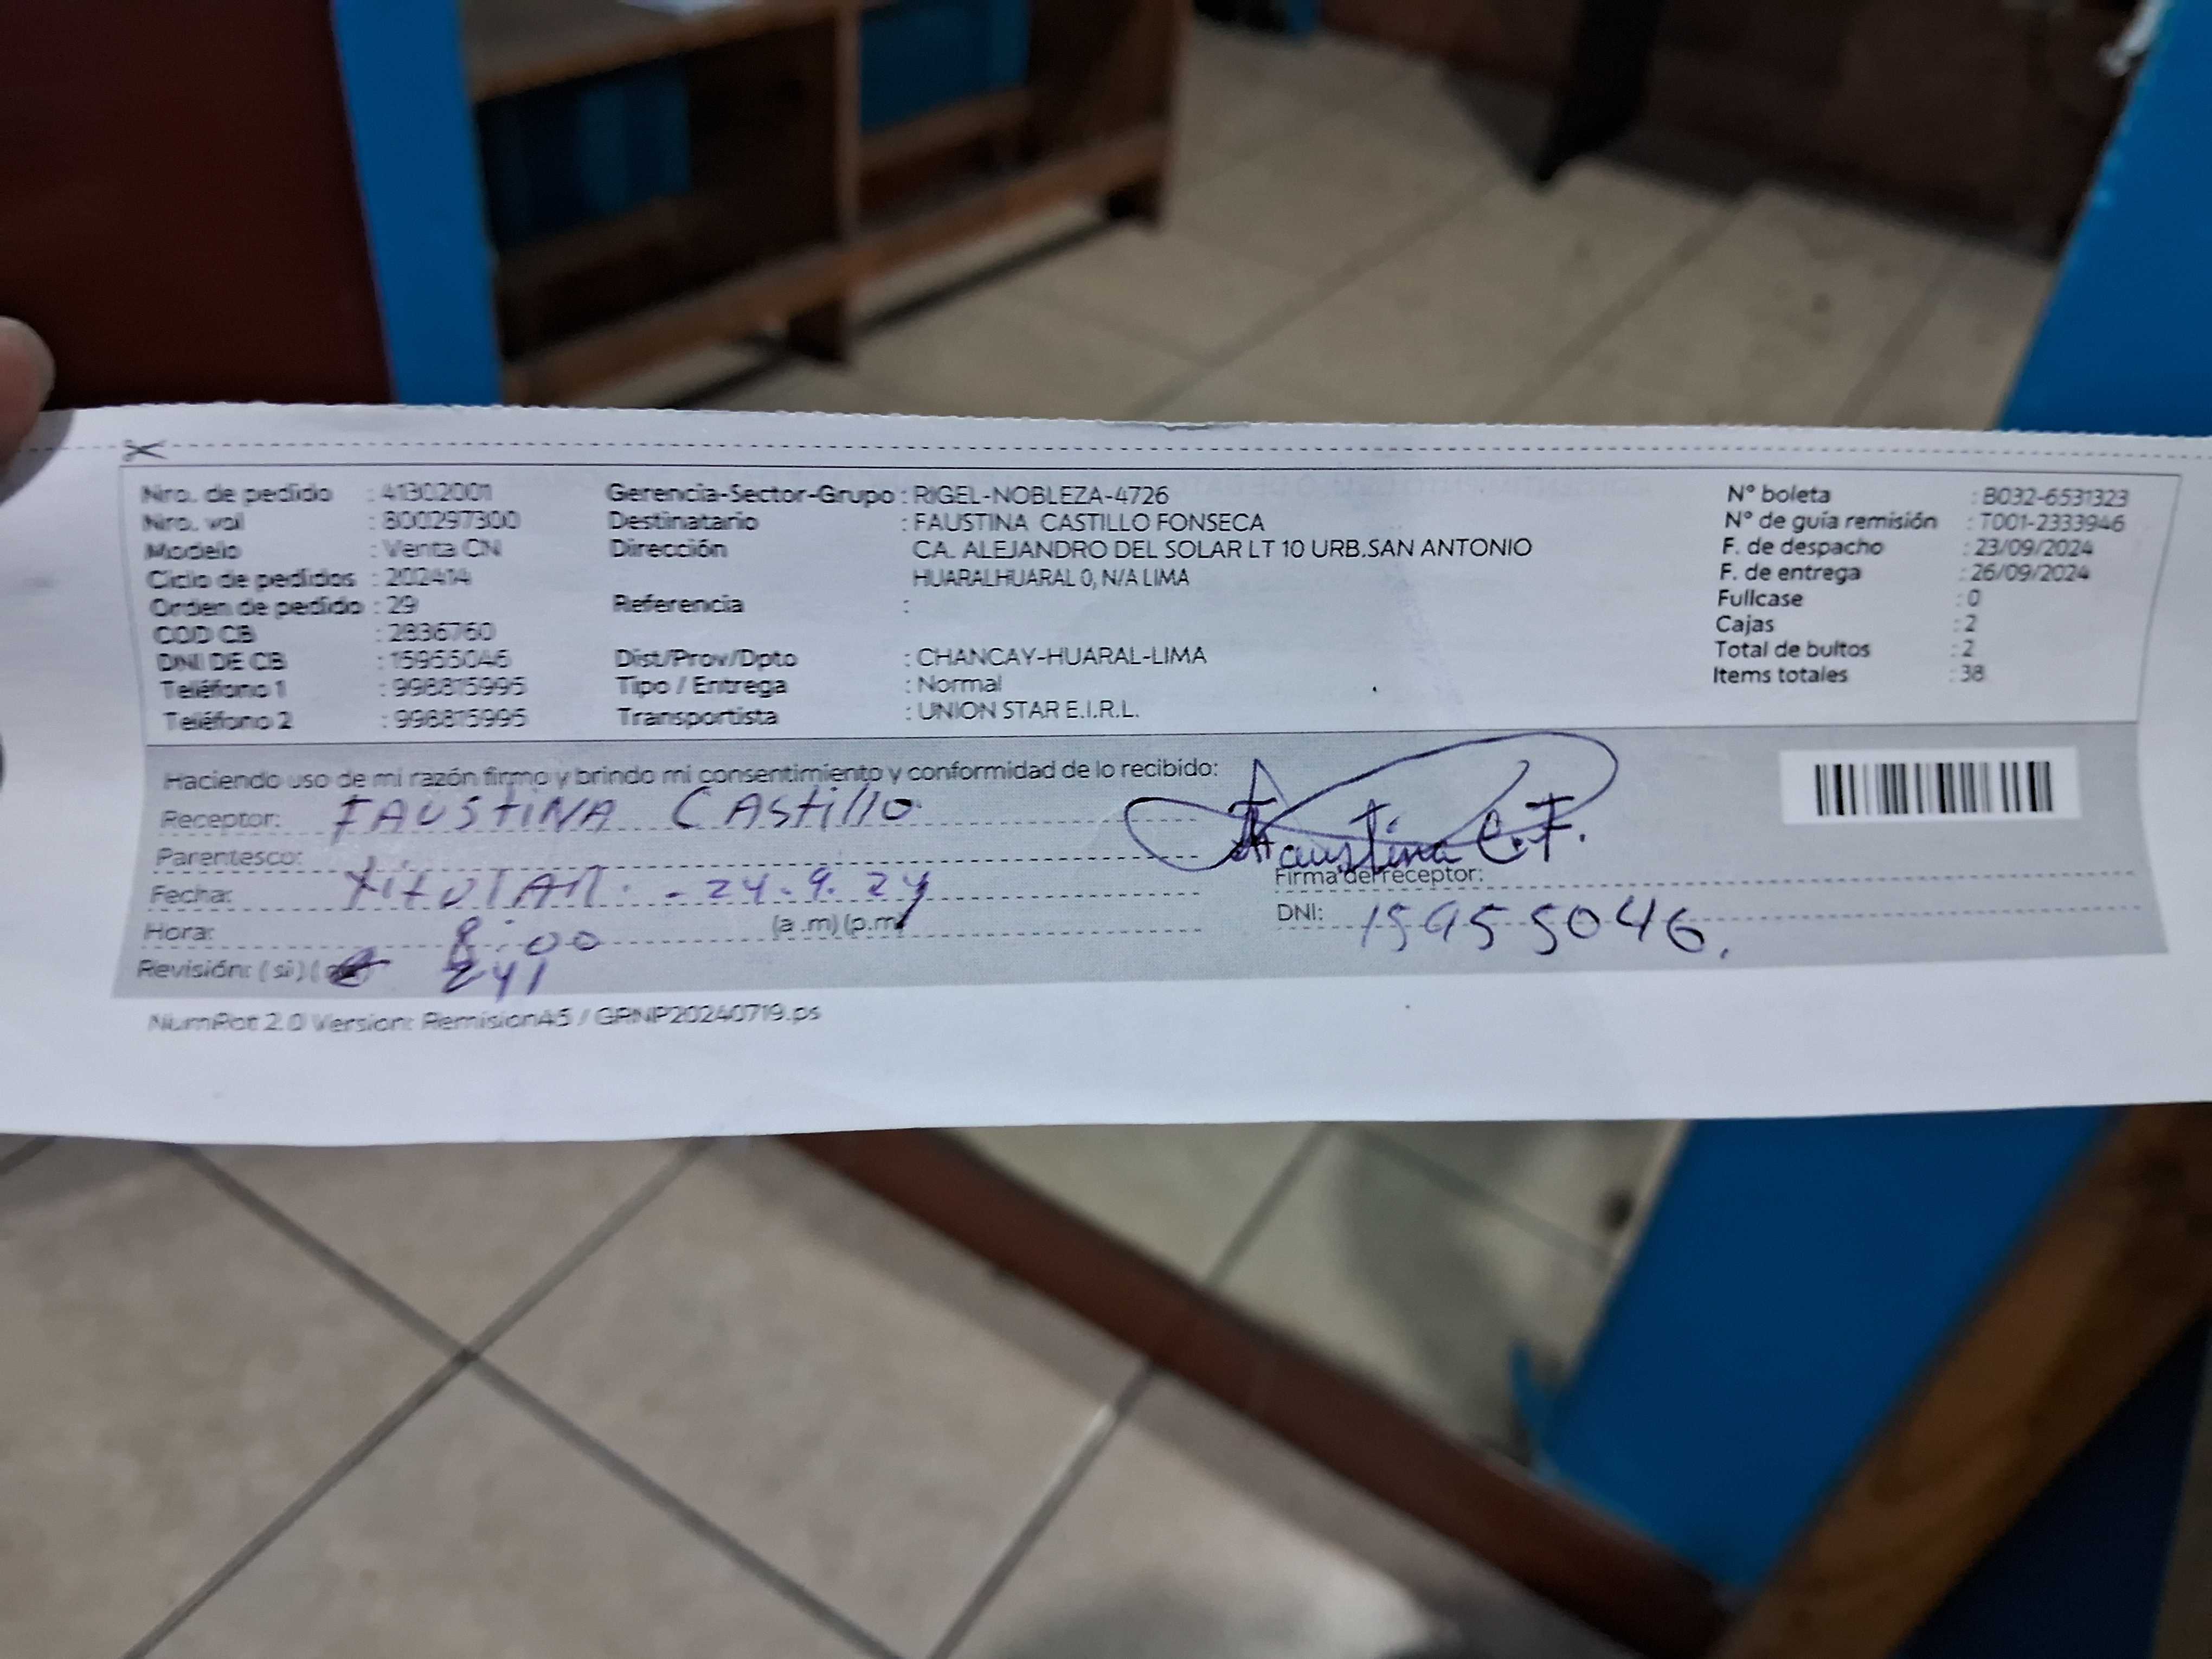 Nro. de pedido : 41302001
Nro. wal : 800297300
Modelo : Venta CN
Ciclo de pedidos : 202414
Orden de pedido : 29
COD CB : 2836760
DNI DE CB : 15955046
Teléfono 1 : 998815995
Teléfono 2 : 998815995
Gerencia-Sector-Grupo : RIGEL-NOBLEZA-4726
Destinatario : FAUSTINA CASTILLO FONSECA
Dirección CA. ALEJANDRO DEL SOLAR LT 10 URB.SAN ANTONIO
HUARALHUARAL 0, N/A LIMA
Referencia :
Dist/Prov/Dpto : CHANCAY-HUARAL-LIMA
Tipo / Entrega : Normal
Transportista : UNION STAR E.I.R.L.
N° boleta : B032-6531323
N° de guía remisión : T001-2333946
F. de despacho : 23/09/2024
F. de entrega : 26/09/2024
Fullcase : 0
Cajas : 2
Total de bultos : 2
Items totales : 38
Haciendo uso de mi razón firmo y brindo mi consentimiento y conformidad de lo recibido:
Receptor: FAUSTINA CAStillo
Parentesco:
Fecha: titULAR. - 24.9.24
Hora: 8:00 (a .m) (p.m)
Revisión: ( si ) ( 241
Faustina C.F.
Firma del receptor:
DNI: 15955046.
NumPot 2.0 Version: RemisionA5 / GRNP20240719.ps